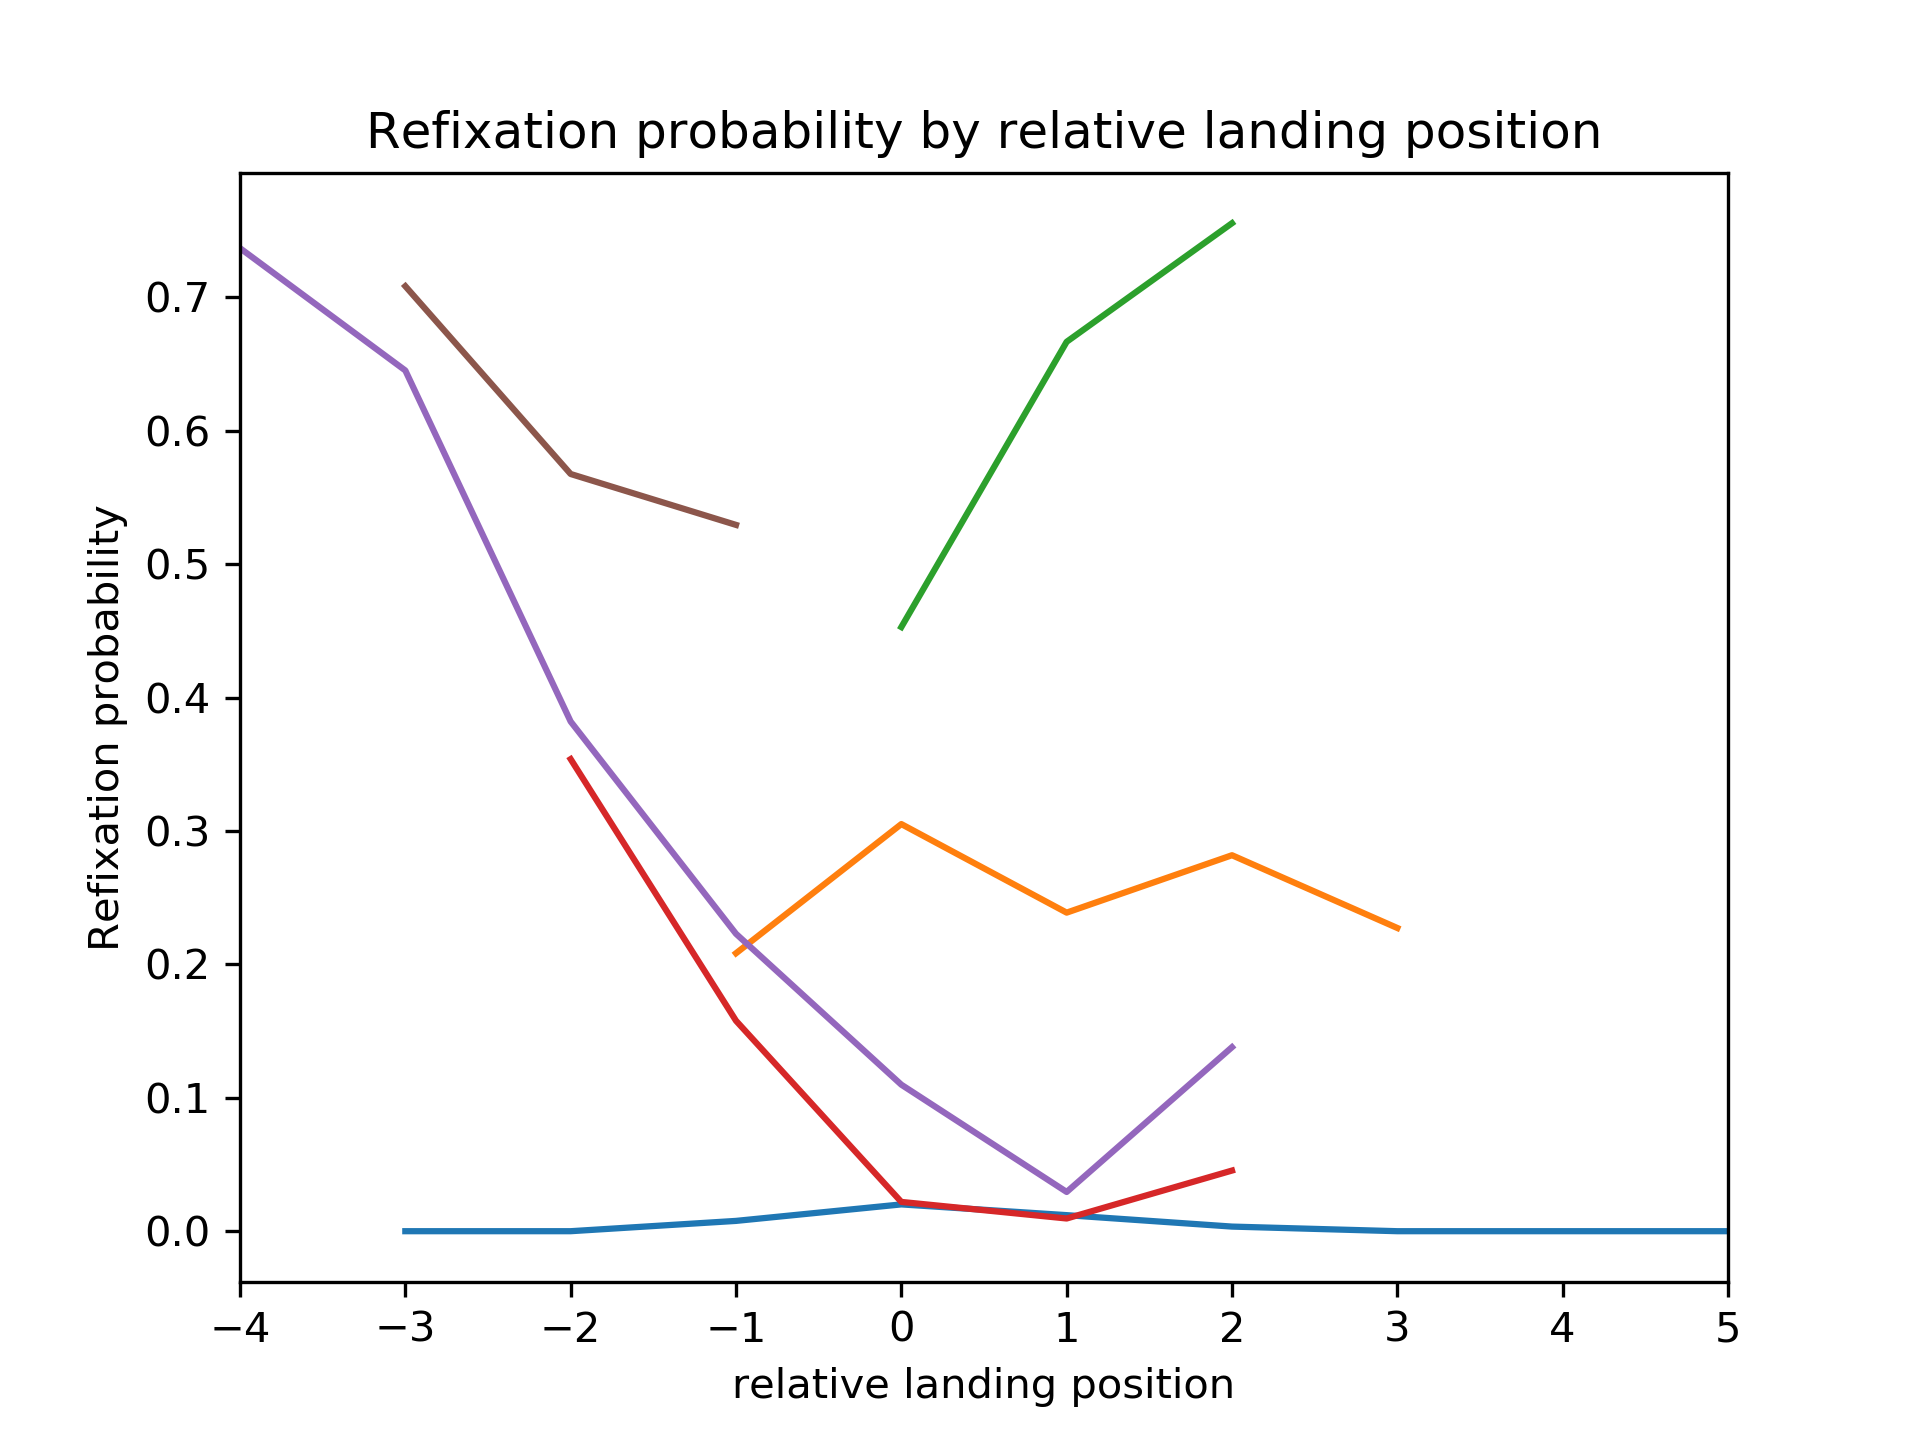 Refixation probability by relative landing position
Refixation probability
0.7
0.6
0.5
0.4
0.3
0.2
0.1
0.0
−4 −3 −2 −1 0 1 2 3 4 5
relative landing position